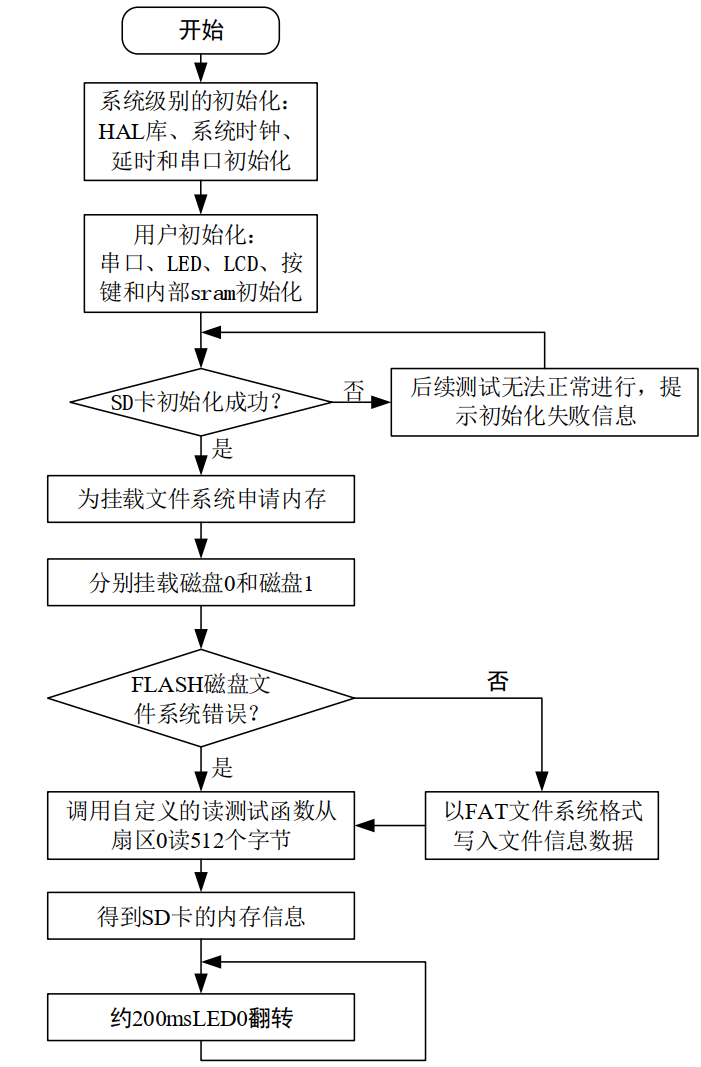 开始
系统级别的初始化：
HAL库、系统时钟、
延时和串口初始化
用户初始化：
串口、LED、LCD、按
键和内部sram初始化
SD卡初始化成功？
否
后续测试无法正常进行，提
示初始化失败信息
是
为挂载文件系统申请内存
分别挂载磁盘0和磁盘1
FLASH磁盘文
件系统错误？
否
是
调用自定义的读测试函数从
扇区0读512个字节
以FAT文件系统格式
写入文件信息数据
得到SD卡的内存信息
约200msLED0翻转